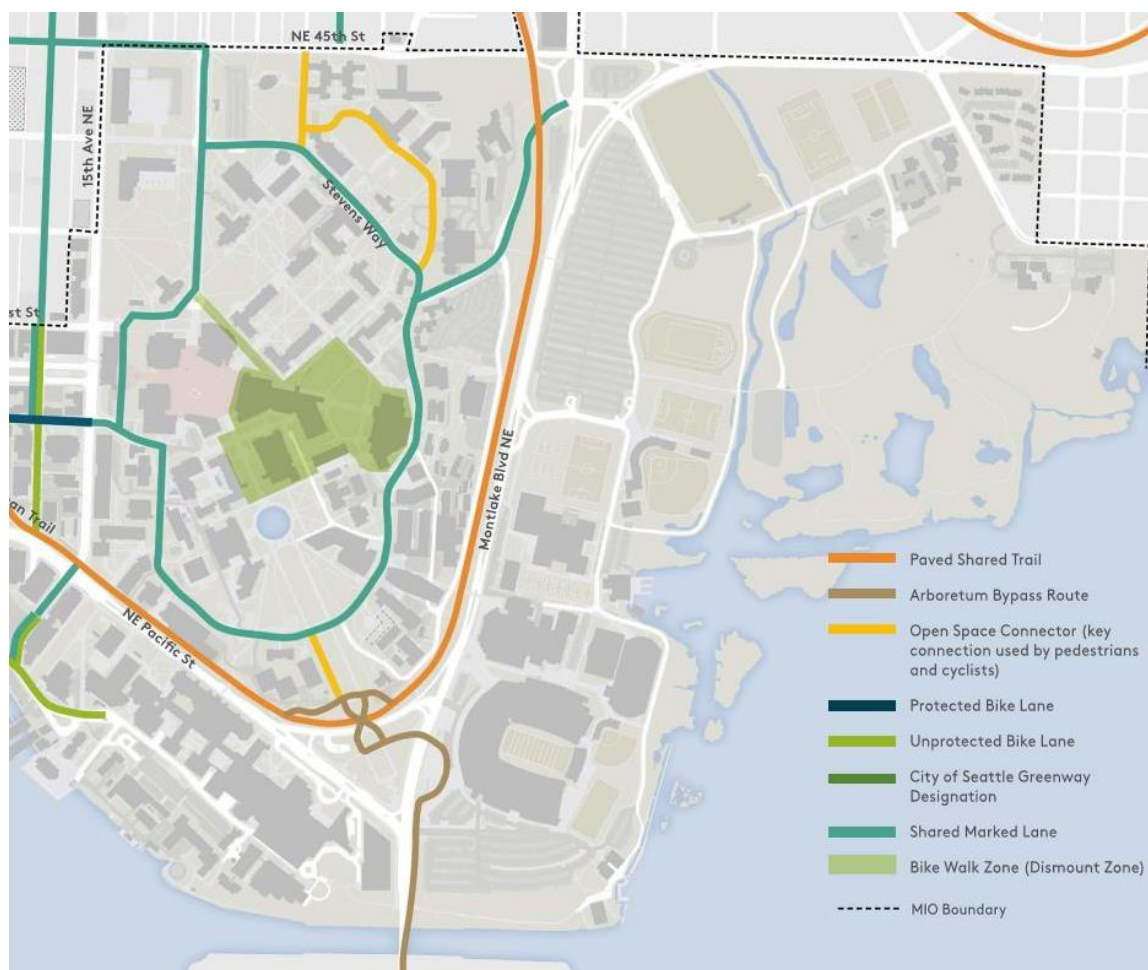 NE 45th St
15th Ave NE
Stevens Way
st St
Montlake Blvd NE
an Trail
NE Pacific St
Paved Shared Trail
Arboretum Bypass Route
Open Space Connector (key
connection used by pedestrians
and cyclists)
Protected Bike Lane
Unprotected Bike Lane
City of Seattle Greenway
Designation
Shared Marked Lane
Bike Walk Zone (Dismount Zone)
MIO Boundary